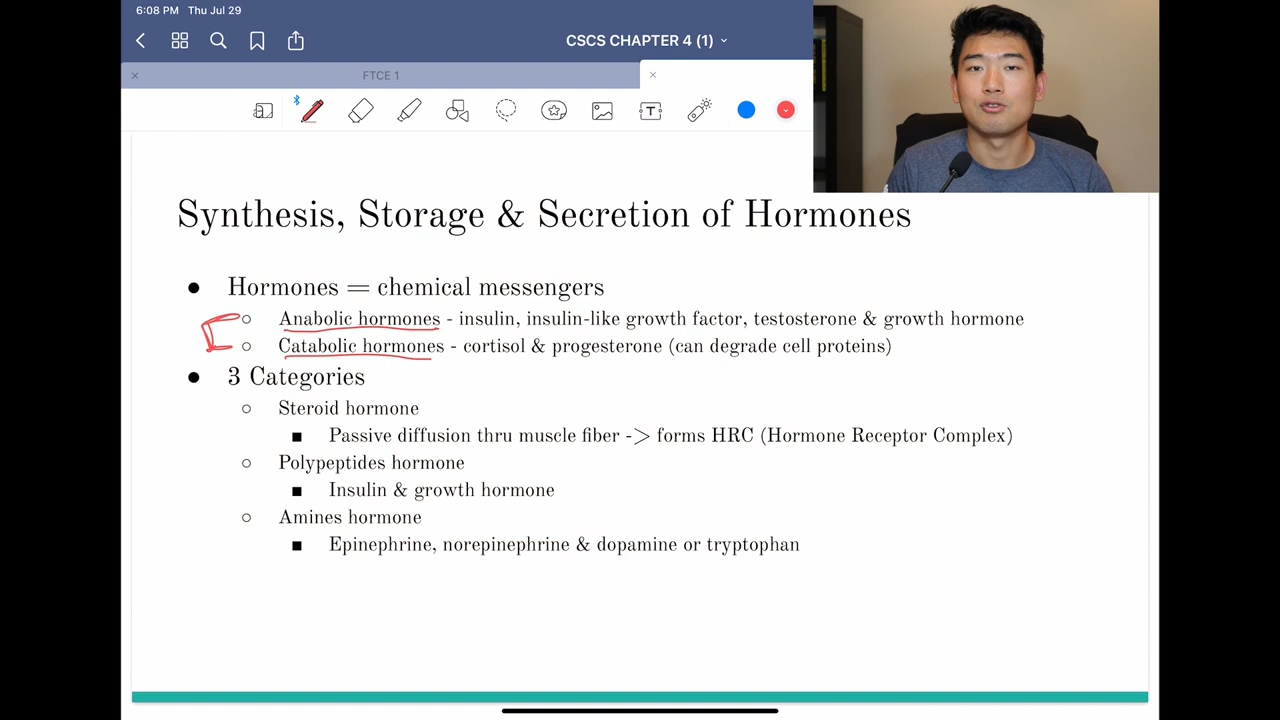 6:08 PM Thu Jul 29
CSCS CHAPTER 4 (1)
FTCE 1
T
Synthesis, Storage & Secretion of Hormones
● Hormones = chemical messengers
○ Anabolic hormones - insulin, insulin-like growth factor, testosterone & growth hormone
○ Catabolic hormones - cortisol & progesterone (can degrade cell proteins)
● 3 Categories
○ Steroid hormone
■ Passive diffusion thru muscle fiber -> forms HRC (Hormone Receptor Complex)
○ Polypeptides hormone
■ Insulin & growth hormone
○ Amines hormone
■ Epinephrine, norepinephrine & dopamine or tryptophan